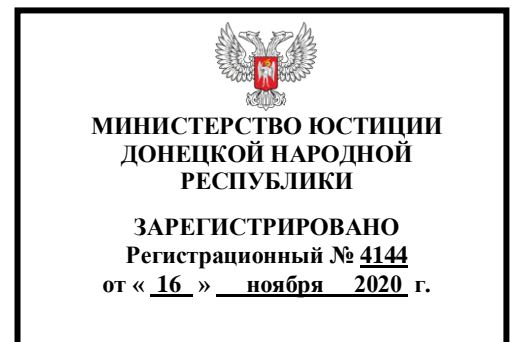 МИНИСТЕРСТВО ЮСТИЦИИ
ДОНЕЦКОЙ НАРОДНОЙ
РЕСПУБЛИКИ
ЗАРЕГИСТРИРОВАНО
Регистрационный № 4144
от « 16 » ноября 2020 г.